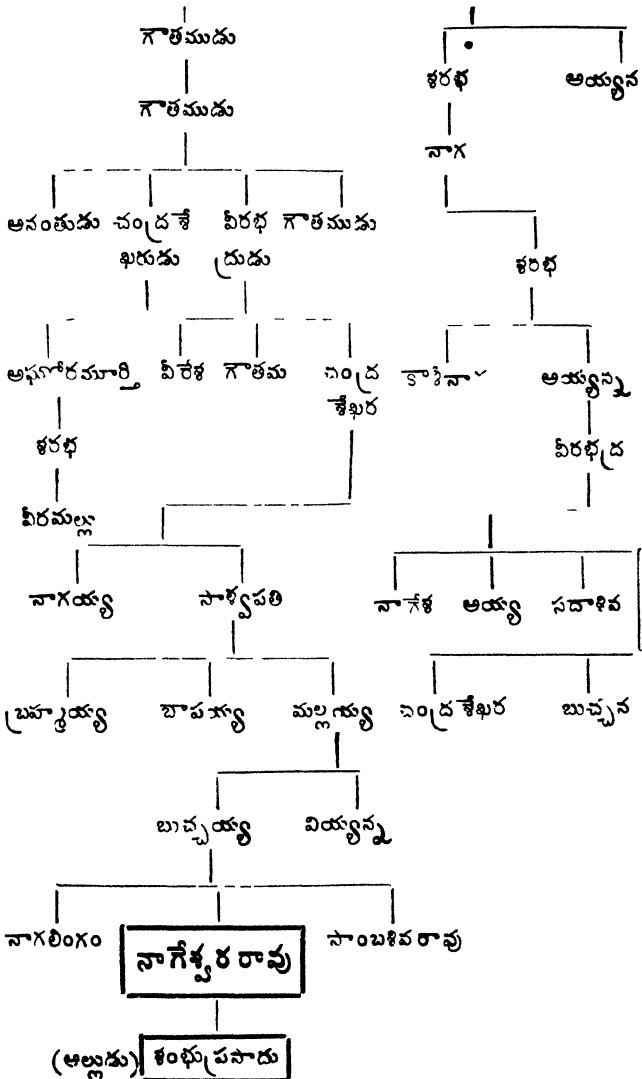 గౌతముడు
శరభ అయ్యన
గౌతముడు
నాగ
అనంతుడు చంద్రశే వీరభ గౌతముడు
ఖరుడు ద్రుడు
శరభ
అఘోరమూర్తి వీరేశ గౌతమ చంద్ర అయ్యన్న
శేఖర
శరభ
వీరభద్ర
వీరమల్లు
నాగయ్య సాళ్వపతి నాగేశ అయ్య సదాశివ
బ్రహ్మయ్య బాపయ్య మల్లయ్య చంద్రశేఖర బుచ్చన
బుచ్చయ్య వియ్యన్న
నాగలింగం నాగేశ్వర రావు సాంబశివ రావు
(అల్లుడు) శంభుప్రసాదు